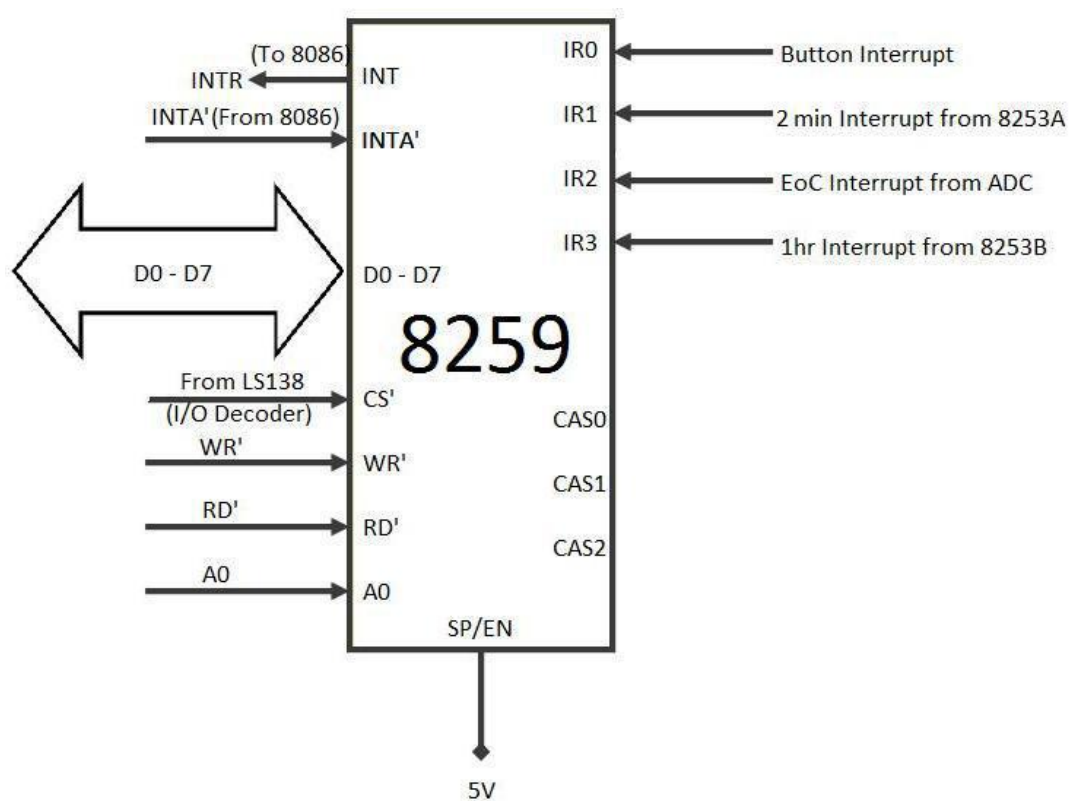 (To 8086)
INTR
INT
INTA'(From 8086)
INTA'
D0 - D7
D0 - D7
8259
From LS138
(I/O Decoder)
CS'
WR'
WR'
RD'
RD'
A0
A0
IR0
Button Interrupt
IR1
2 min Interrupt from 8253A
IR2
EoC Interrupt from ADC
IR3
1hr Interrupt from 8253B
CAS0
CAS1
CAS2
SP/EN
5V